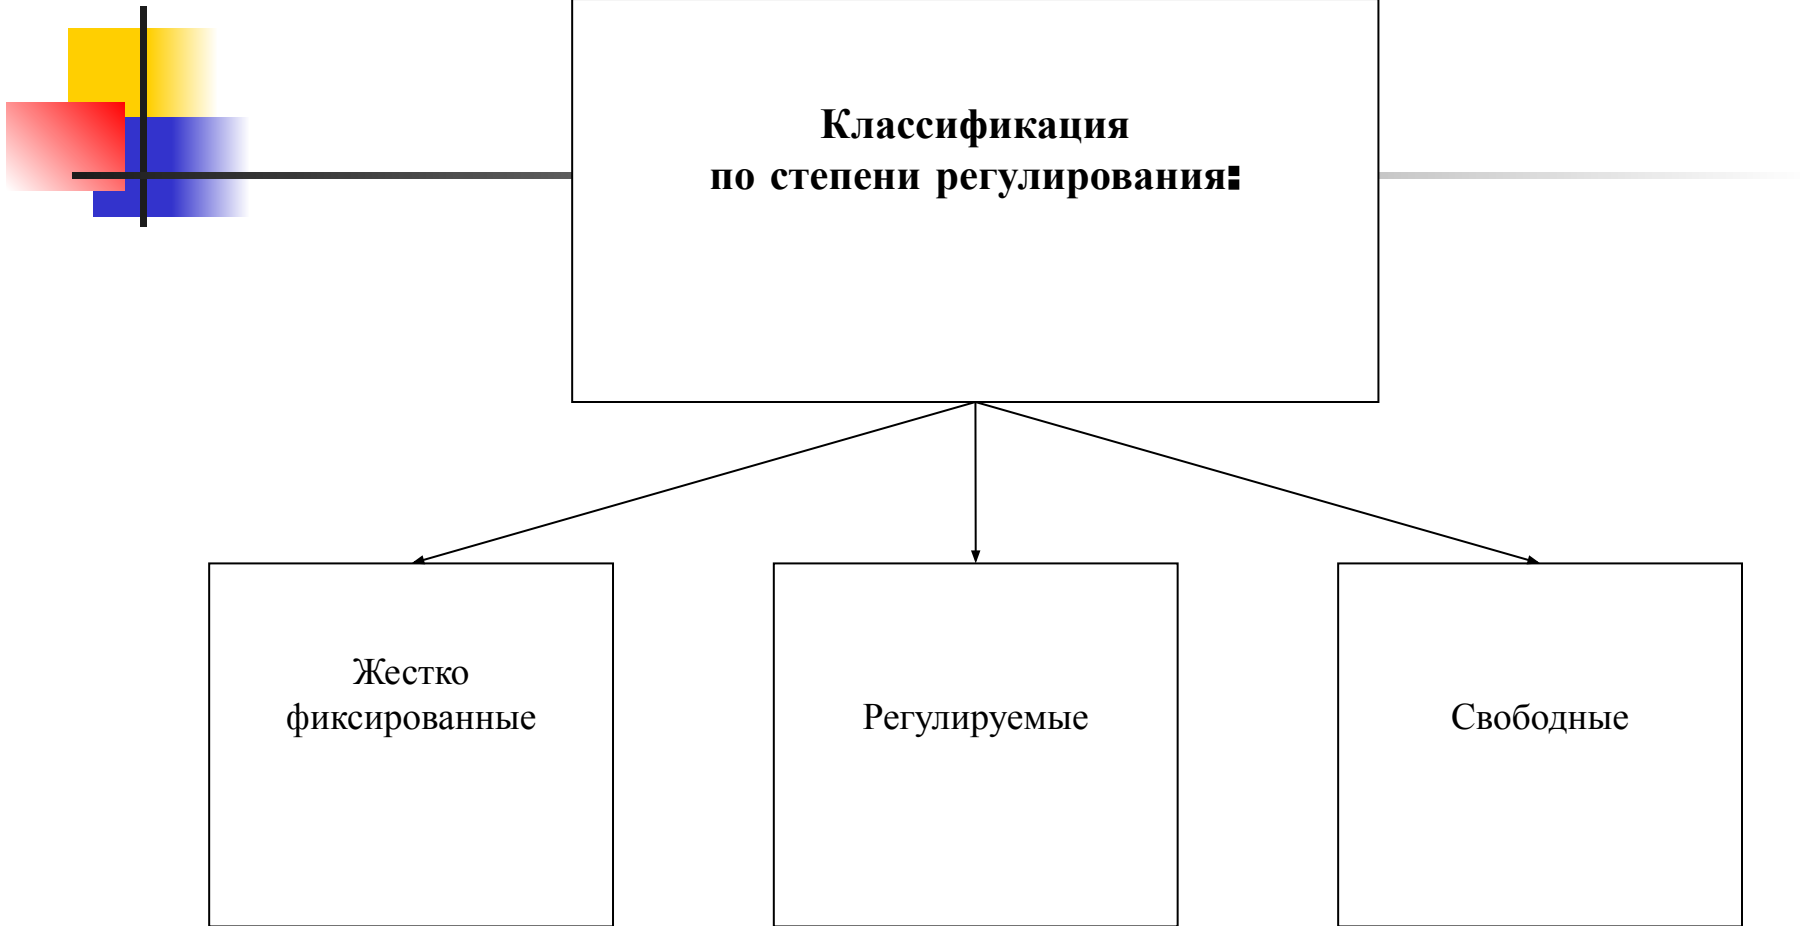 Классификация
по степени регулирования:
Жестко
фиксированные
Регулируемые
Свободные